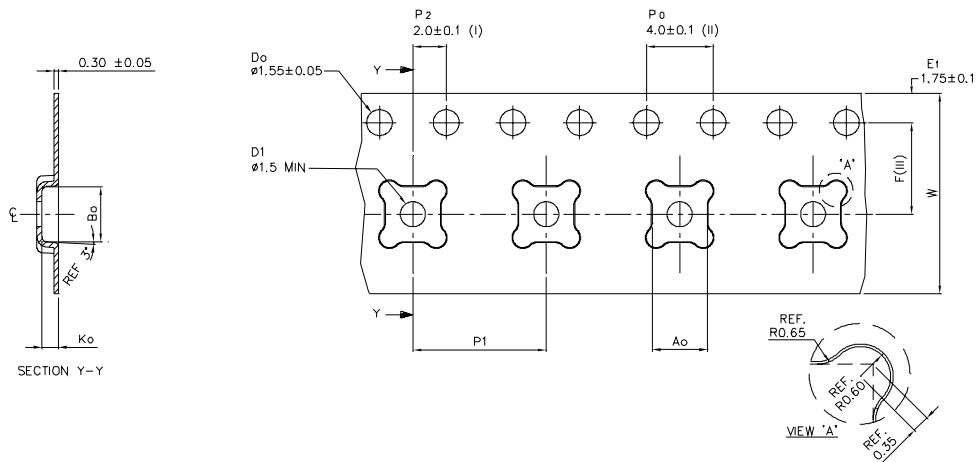 P2
2.0±0.1 (I)
Po
4.0±0.1 (II)
0.30 ±0.05
Do
ø1.55±0.05
Y
E1
1.75±0.1
D1
ø1.5 MIN
"A"
F(III)
W
℄
Bo
REF 3°
Ko
SECTION Y-Y
Y
P1
Ao
REF.
R0.65
REF.
R0.60
REF.
0.35
VIEW "A"